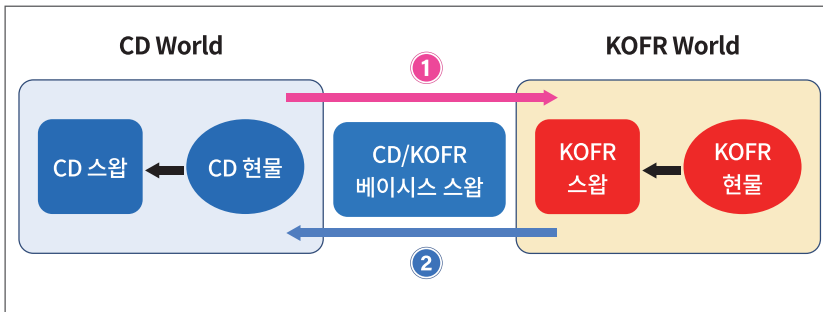 CD World
KOFR World
1
CD 스왑
CD 현물
CD/KOFR
베이시스 스왑
KOFR
스왑
KOFR
현물
2